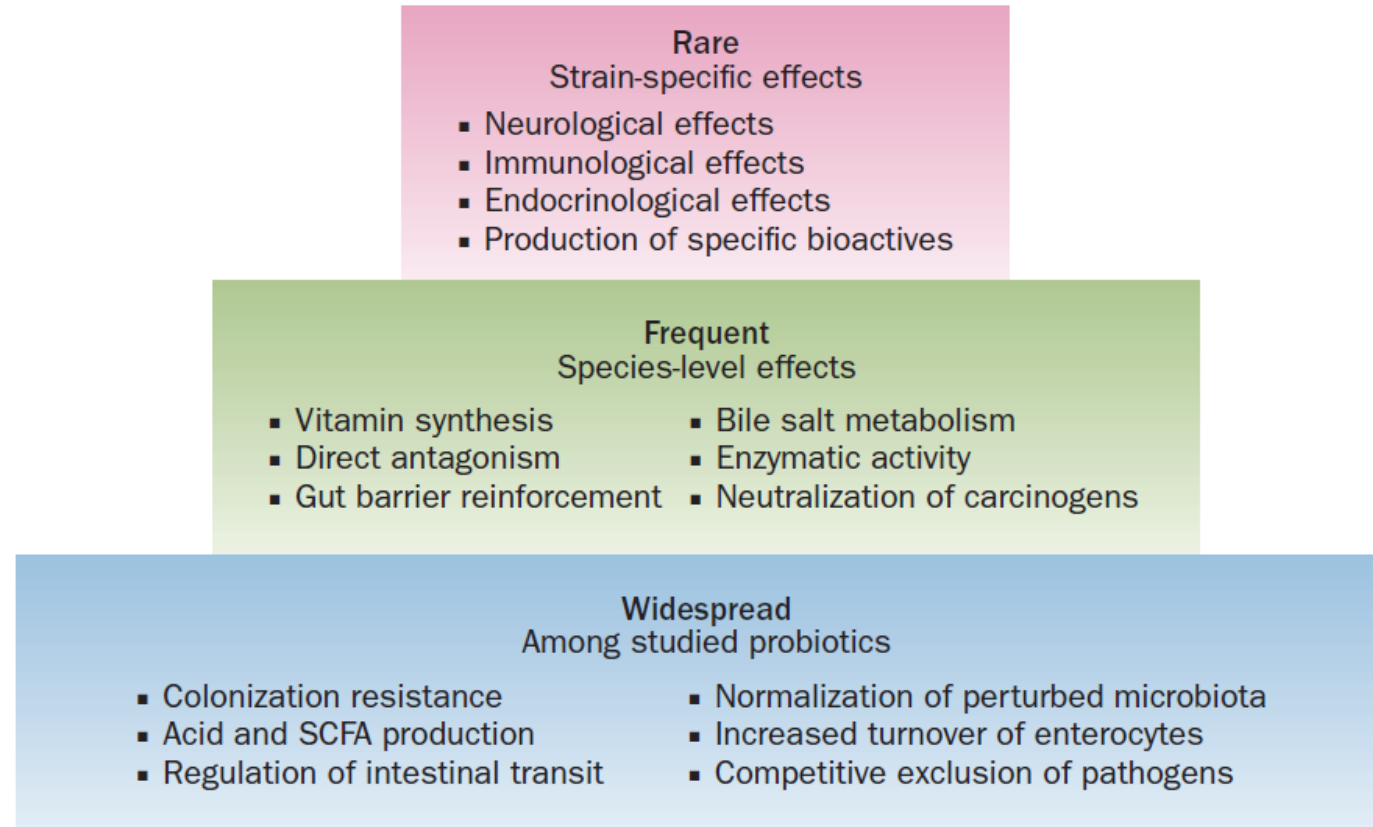 Rare
Strain-specific effects
▪ Neurological effects
▪ Immunological effects
▪ Endocrinological effects
▪ Production of specific bioactives
Frequent
Species-level effects
▪ Vitamin synthesis
▪ Direct antagonism
▪ Gut barrier reinforcement
▪ Bile salt metabolism
▪ Enzymatic activity
▪ Neutralization of carcinogens
Widespread
Among studied probiotics
▪ Colonization resistance
▪ Acid and SCFA production
▪ Regulation of intestinal transit
▪ Normalization of perturbed microbiota
▪ Increased turnover of enterocytes
▪ Competitive exclusion of pathogens